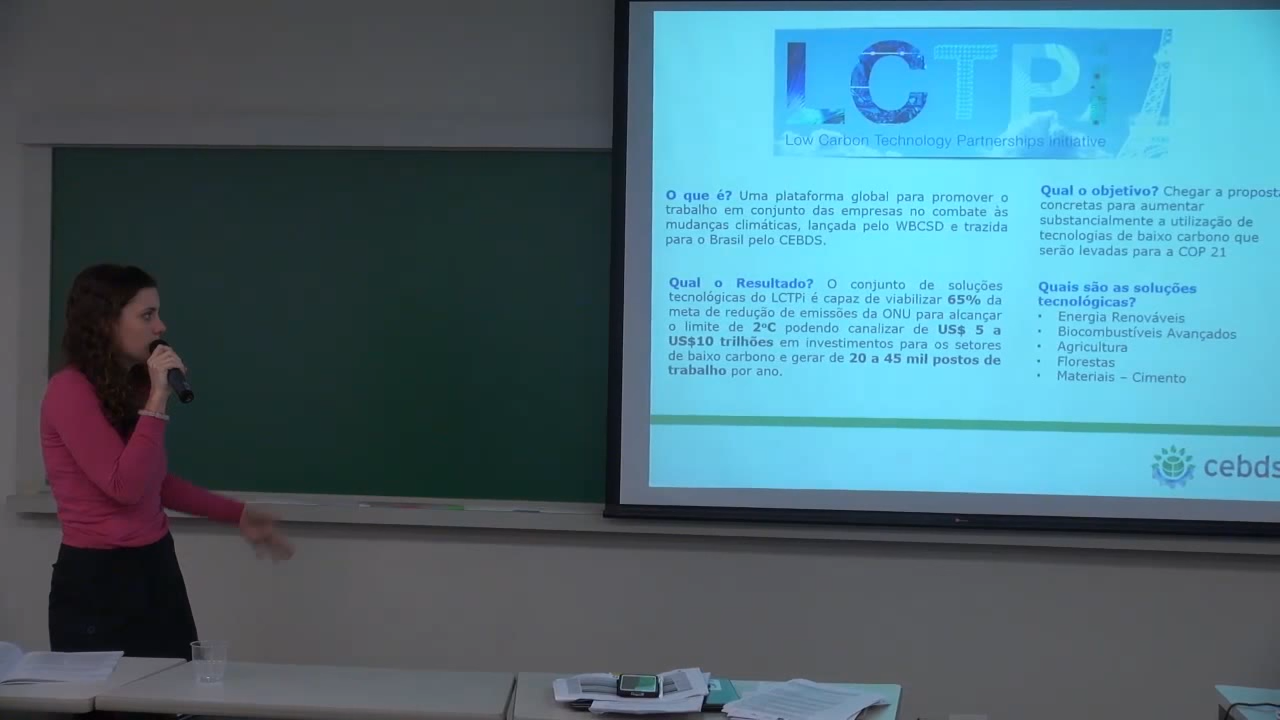 LCTPi
Low Carbon Technology Partnerships Initiative
O que é? Uma plataforma global para promover o
trabalho em conjunto das empresas no combate às
mudanças climáticas, lançada pelo WBCSD e trazida
para o Brasil pelo CEBDS.
Qual o Resultado? O conjunto de soluções
tecnológicas do LCTPi é capaz de viabilizar 65% da
meta de redução de emissões da ONU para alcançar
o limite de 2ºC podendo canalizar de US$ 5 a
US$10 trilhões em investimentos para os setores
de baixo carbono e gerar de 20 a 45 mil postos de
trabalho por ano.
Qual o objetivo? Chegar a proposta
concretas para aumentar
substancialmente a utilização de
tecnologias de baixo carbono que
serão levadas para a COP 21
Quais são as soluções
tecnológicas?
• Energia Renováveis
• Biocombustíveis Avançados
• Agricultura
• Florestas
• Materiais – Cimento
cebds